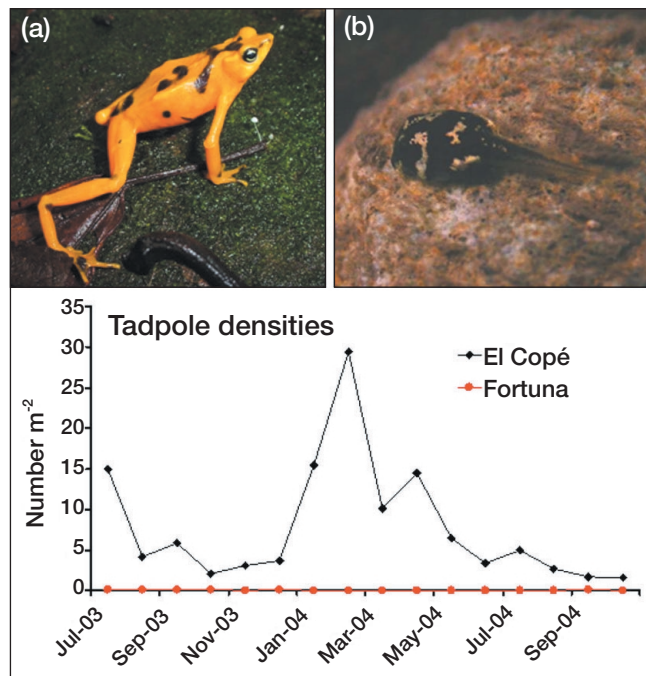 (a)
(b)
Tadpole densities
El Copé
Fortuna
Number m-2
35
30
25
20
15
10
5
0
Jul-03
Sep-03
Nov-03
Jan-04
Mar-04
May-04
Jul-04
Sep-04